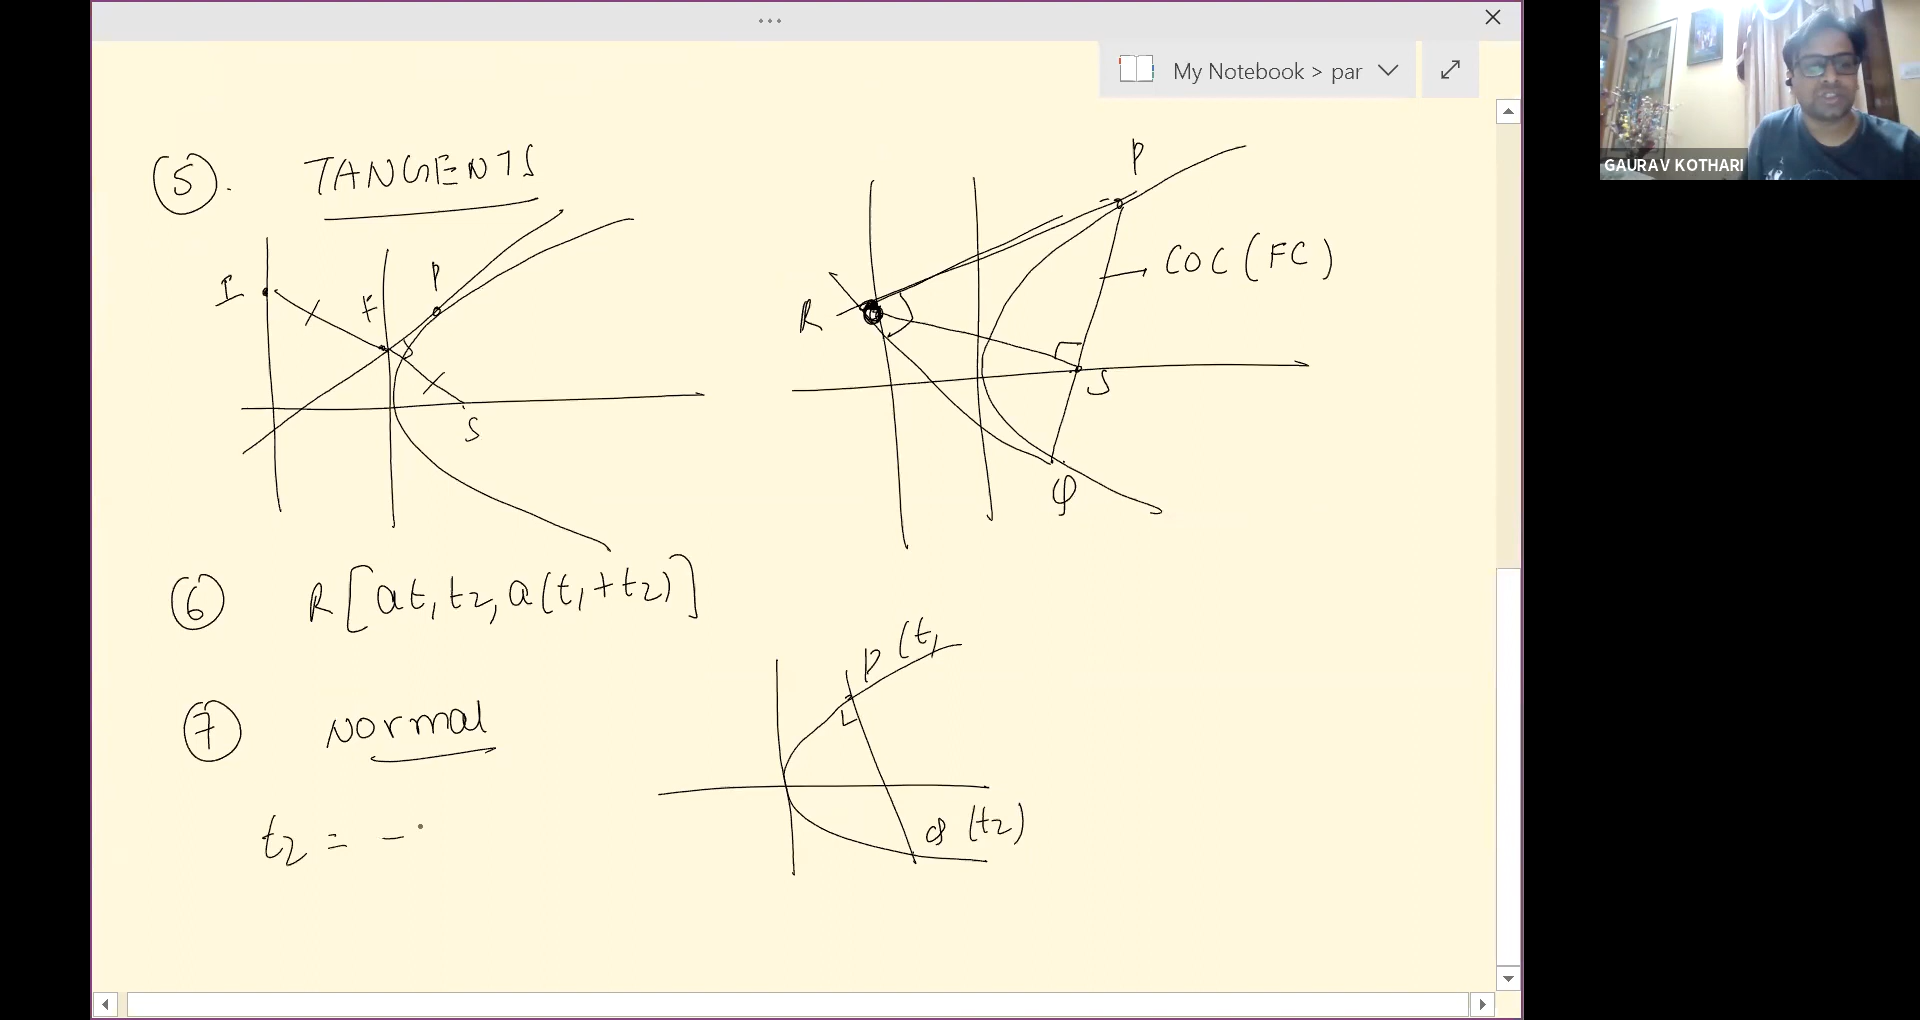 ...
My Notebook > par
GAURAV KOTHARI
(5). TANGENTS
I
F
P
S
P
COC (FC)
R
S
Q
(6) R[at₁t₂, a(t₁+t₂)]
(7) Normal
P (t₁
t₂ = -
Q (t₂)